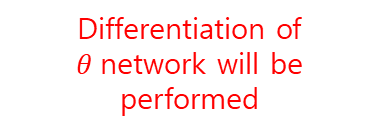 Differentiation of
θ network will be
performed